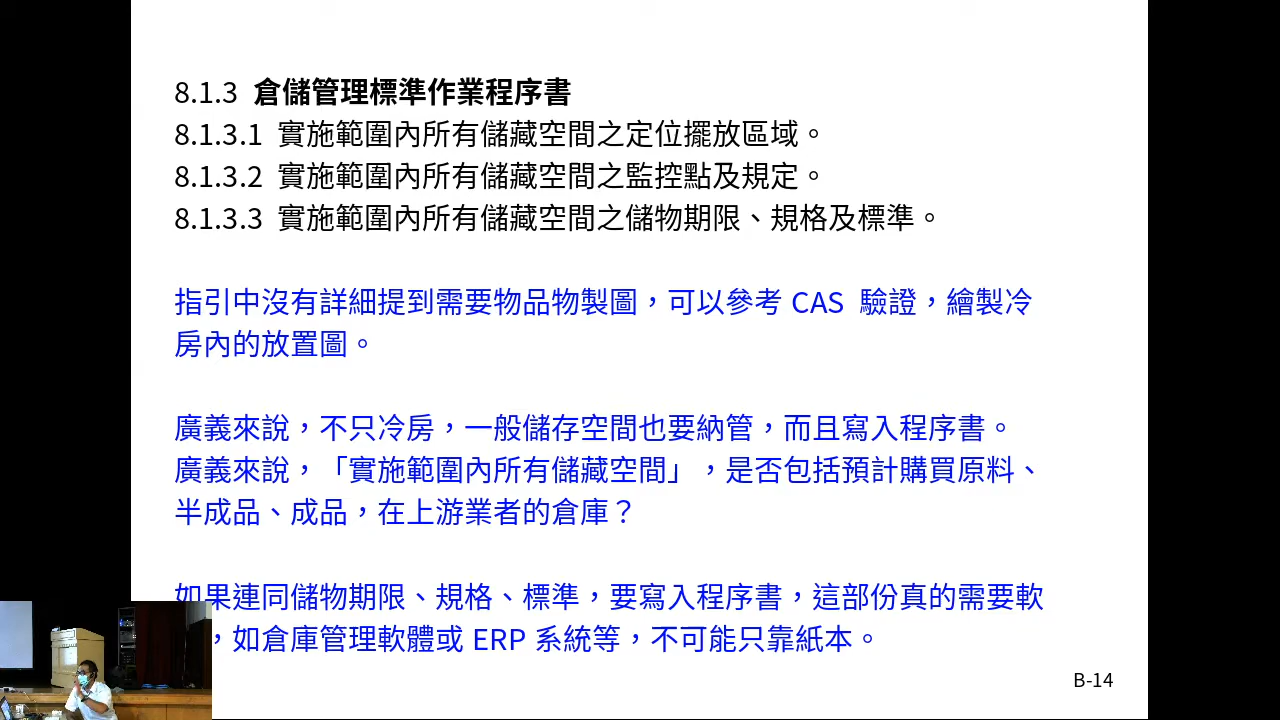 8.1.3 倉儲管理標準作業程序書
8.1.3.1 實施範圍內所有儲藏空間之定位擺放區域。
8.1.3.2 實施範圍內所有儲藏空間之監控點及規定。
8.1.3.3 實施範圍內所有儲藏空間之儲物期限、規格及標準。
指引中沒有詳細提到需要物品物製圖，可以參考 CAS 驗證，繪製冷
房內的放置圖。
廣義來說，不只冷房，一般儲存空間也要納管，而且寫入程序書。
廣義來說，「實施範圍內所有儲藏空間」，是否包括預計購買原料、
半成品、成品，在上游業者的倉庫？
如果連同儲物期限、規格、標準，要寫入程序書，這部份真的需要軟
，如倉庫管理軟體或 ERP 系統等，不可能只靠紙本。
B-14